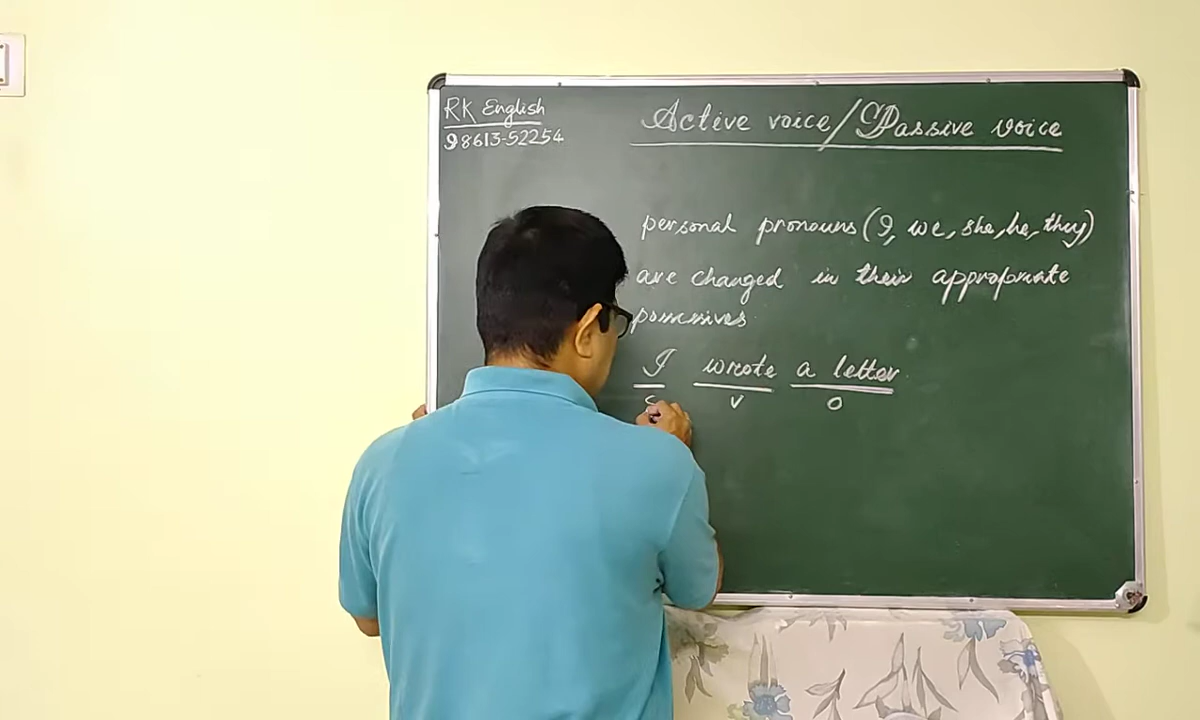 RK English
98613-52254
Active voice/Passive voice
personal pronouns (I, we, she, he, they)
are changed in their appropriate
possessives
I wrote a letter.
S V O